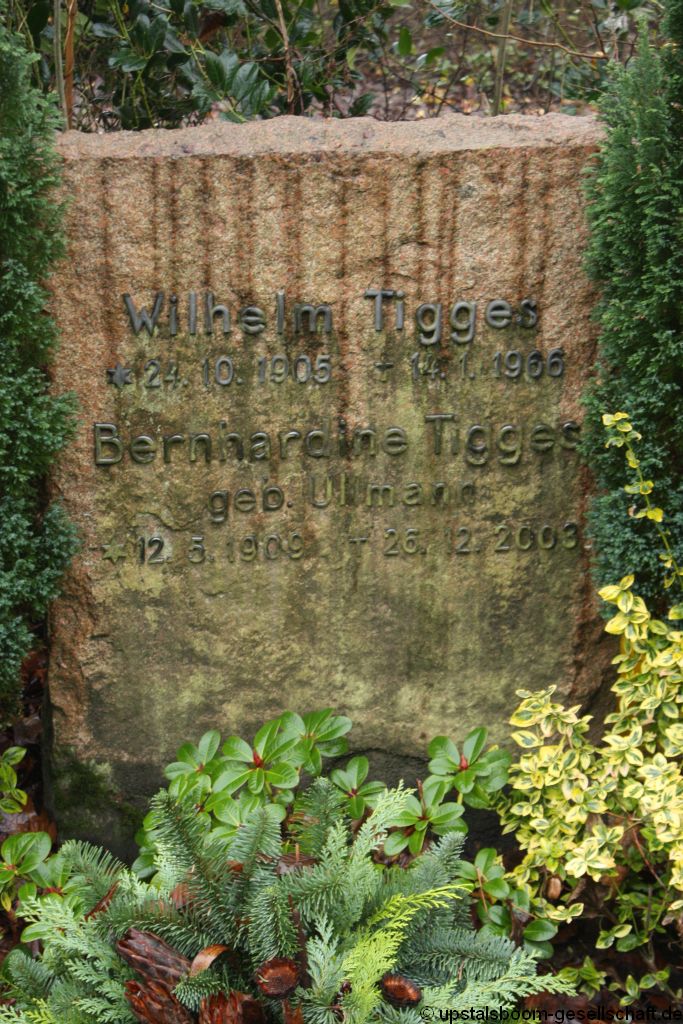 Wilhelm Tigges
* 24. 10. 1905 † 14. 1. 1966
Bernhardine Tigges
geb. Ullmann
* 12. 5. 1909 † 26. 12. 2003
© upstalsboom-gesellschaft.de